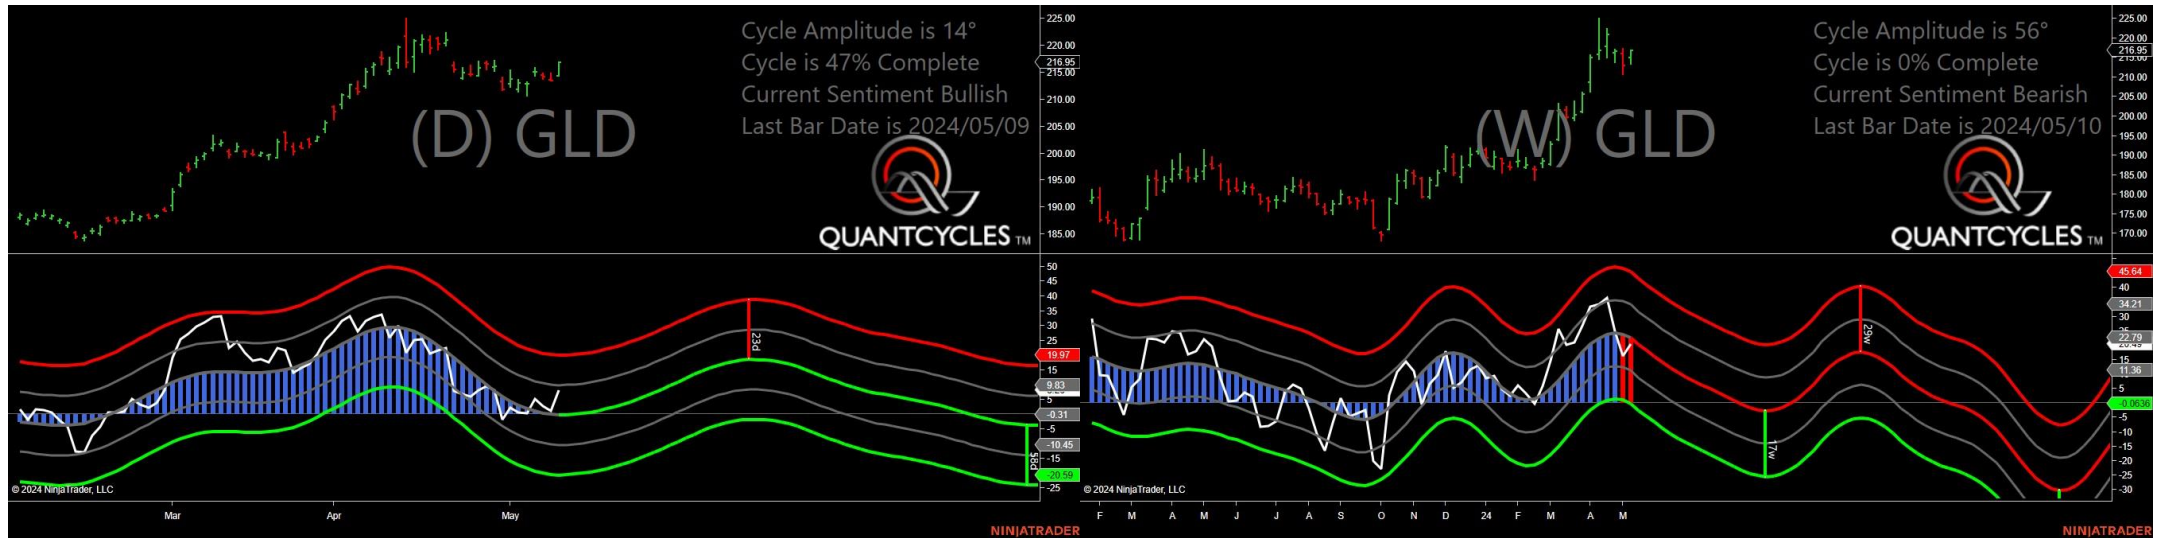 Cycle Amplitude is 14°
Cycle is 47% Complete
Current Sentiment Bullish
Last Bar Date is 2024/05/09
(D) GLD
QUANTCYCLES TM
225.00
220.00
216.95
215.00
210.00
205.00
200.00
195.00
190.00
185.00
50
45
40
35
30
25
19.97
15
9.83
5
-0.31
-5
-10.45
-15
-20.59
-25
23d
58d
© 2024 NinjaTrader, LLC
Mar Apr May
NINJATRADER
Cycle Amplitude is 56°
Cycle is 0% Complete
Current Sentiment Bearish
Last Bar Date is 2024/05/10
(W) GLD
QUANTCYCLES TM
225.00
220.00
216.95
215.00
210.00
205.00
200.00
195.00
190.00
185.00
180.00
175.00
170.00
45.64
40
34.21
30
22.79
15
11.36
5
-0.0636
-5
-10
-15
-20
-25
-30
29w
17w
© 2024 NinjaTrader, LLC
F M A M J J A S O N D 24 F M A M
NINJATRADER